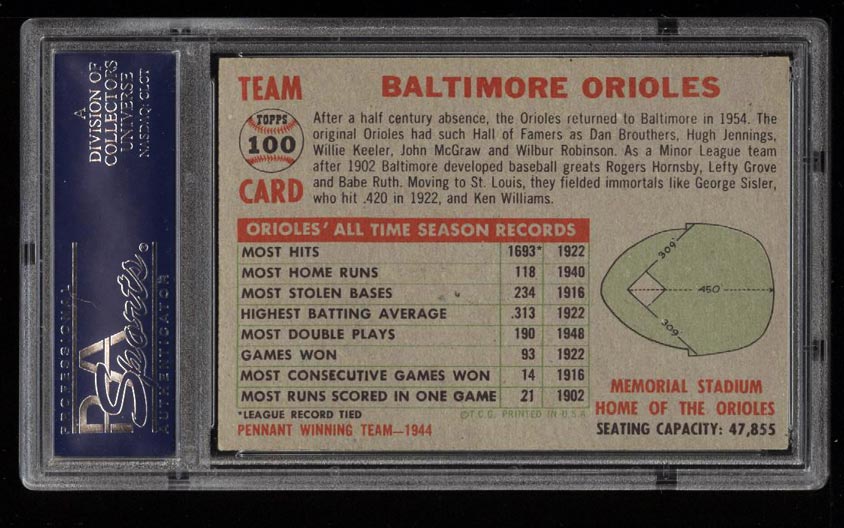 A
DIVISION OF
COLLECTORS
UNIVERSE
NASDAQ: CLCT
PROFESSIONAL
PSA
Sports
AUTHENTICATOR
TEAM
TOPPS
100
CARD
BALTIMORE ORIOLES
After a half century absence, the Orioles returned to Baltimore in 1954. The
original Orioles had such Hall of Famers as Dan Brouthers, Hugh Jennings,
Willie Keeler, John McGraw and Wilbur Robinson. As a Minor League team
after 1902 Baltimore developed baseball greats Rogers Hornsby, Lefty Grove
and Babe Ruth. Moving to St. Louis, they fielded immortals like George Sisler,
who hit .420 in 1922, and Ken Williams.
ORIOLES' ALL TIME SEASON RECORDS
MOST HITS 1693* 1922
MOST HOME RUNS 118 1940
MOST STOLEN BASES 234 1916
HIGHEST BATTING AVERAGE .313 1922
MOST DOUBLE PLAYS 190 1948
GAMES WON 93 1922
MOST CONSECUTIVE GAMES WON 14 1916
MOST RUNS SCORED IN ONE GAME 21 1902
*LEAGUE RECORD TIED
©T.C.G. PRINTED IN U.S.A
PENNANT WINNING TEAM—1944
309'
450
309
MEMORIAL STADIUM
HOME OF THE ORIOLES
SEATING CAPACITY: 47,855